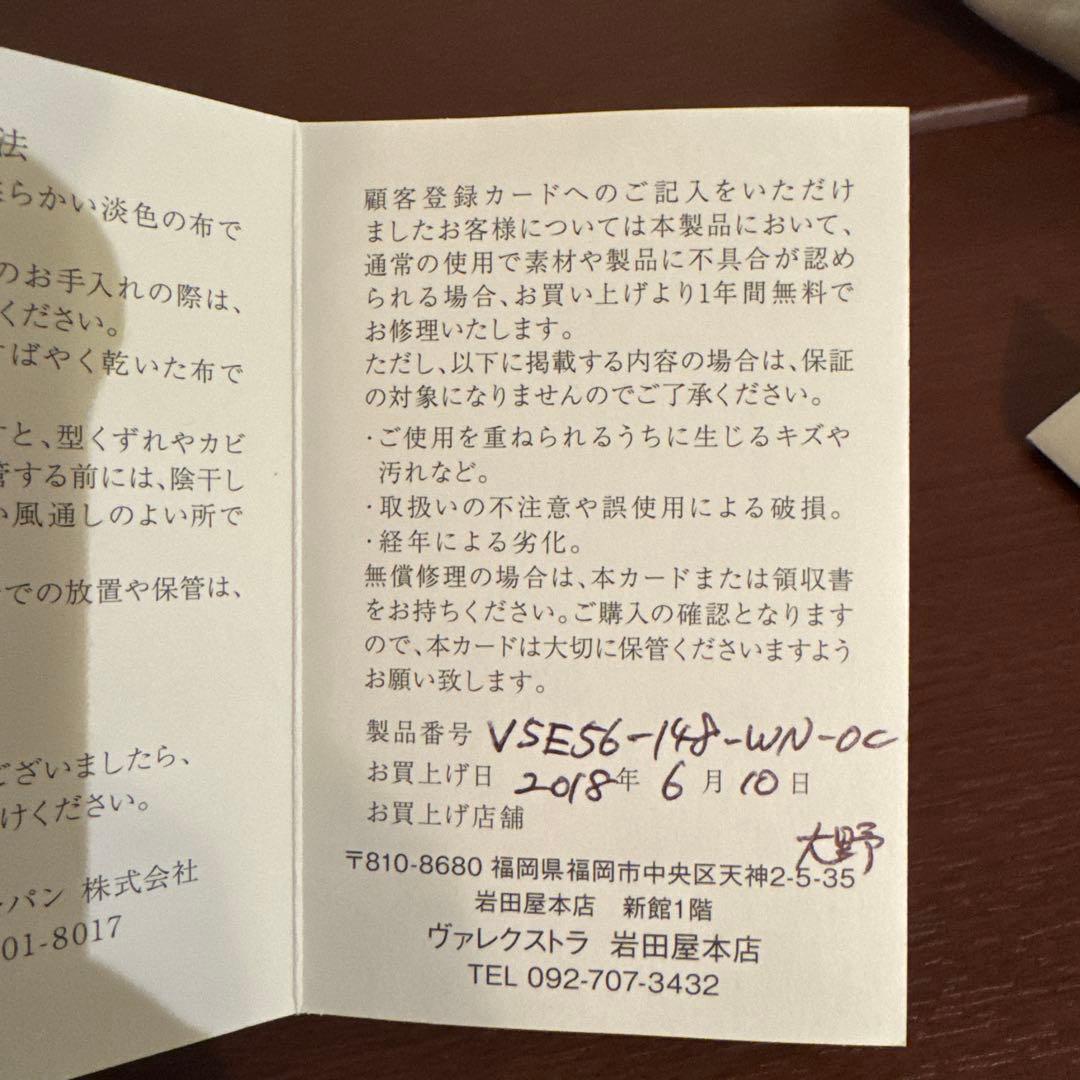 法
らかい淡色の布で
のお手入れの際は、
ください。
すばやく乾いた布で
すと、型くずれやカビ
管する前には、陰干し
い風通しのよい所で
での放置や保管は、
ございましたら、
けください。
パン 株式会社
01-8017
顧客登録カードへのご記入をいただけ
ましたお客様については本製品において、
通常の使用で素材や製品に不具合が認め
られる場合、お買い上げより1年間無料で
お修理いたします。
ただし、以下に掲載する内容の場合は、保証
の対象になりませんのでご了承ください。
・ご使用を重ねられるうちに生じるキズや
汚れなど。
・取扱いの不注意や誤使用による破損。
・経年による劣化。
無償修理の場合は、本カードまたは領収書
をお持ちください。ご購入の確認となります
ので、本カードは大切に保管くださいますよう
お願い致します。
製品番号 V5E56-148-WN-OC
お買上げ日 2018年 6月 10日
お買上げ店舗
大野
〒810-8680 福岡県福岡市中央区天神2-5-35
岩田屋本店 新館1階
ヴァレクストラ 岩田屋本店
TEL 092-707-3432